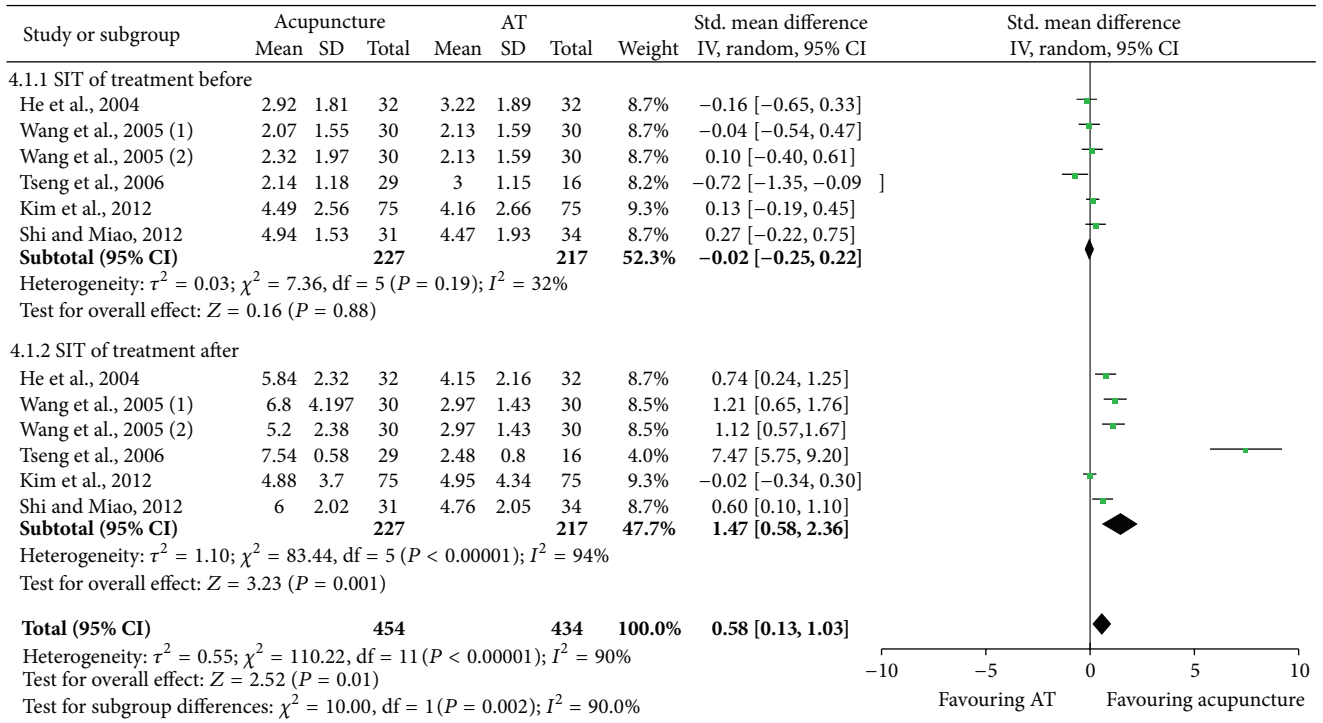 Study or subgroup Acupuncture AT Weight Std. mean difference Std. mean difference
Mean SD Total Mean SD Total IV, random, 95% CI IV, random, 95% CI
4.1.1 SIT of treatment before
He et al., 2004 2.92 1.81 32 3.22 1.89 32 8.7% −0.16 [−0.65, 0.33]
Wang et al., 2005 (1) 2.07 1.55 30 2.13 1.59 30 8.7% −0.04 [−0.54, 0.47]
Wang et al., 2005 (2) 2.32 1.97 30 2.13 1.59 30 8.7% 0.10 [−0.40, 0.61]
Tseng et al., 2006 2.14 1.18 29 3 1.15 16 8.2% −0.72 [−1.35, −0.09 ]
Kim et al., 2012 4.49 2.56 75 4.16 2.66 75 9.3% 0.13 [−0.19, 0.45]
Shi and Miao, 2012 4.94 1.53 31 4.47 1.93 34 8.7% 0.27 [−0.22, 0.75]
Subtotal (95% CI) 227 217 52.3% −0.02 [−0.25, 0.22]
Heterogeneity: τ² = 0.03; χ² = 7.36, df = 5 (P = 0.19); I² = 32%
Test for overall effect: Z = 0.16 (P = 0.88)
4.1.2 SIT of treatment after
He et al., 2004 5.84 2.32 32 4.15 2.16 32 8.7% 0.74 [0.24, 1.25]
Wang et al., 2005 (1) 6.8 4.197 30 2.97 1.43 30 8.5% 1.21 [0.65, 1.76]
Wang et al., 2005 (2) 5.2 2.38 30 2.97 1.43 30 8.5% 1.12 [0.57,1.67]
Tseng et al., 2006 7.54 0.58 29 2.48 0.8 16 4.0% 7.47 [5.75, 9.20]
Kim et al., 2012 4.88 3.7 75 4.95 4.34 75 9.3% −0.02 [−0.34, 0.30]
Shi and Miao, 2012 6 2.02 31 4.76 2.05 34 8.7% 0.60 [0.10, 1.10]
Subtotal (95% CI) 227 217 47.7% 1.47 [0.58, 2.36]
Heterogeneity: τ² = 1.10; χ² = 83.44, df = 5 (P < 0.00001); I² = 94%
Test for overall effect: Z = 3.23 (P = 0.001)
Total (95% CI) 454 434 100.0% 0.58 [0.13, 1.03]
Heterogeneity: τ² = 0.55; χ² = 110.22, df = 11 (P < 0.00001); I² = 90%
Test for overall effect: Z = 2.52 (P = 0.01)
Test for subgroup differences: χ² = 10.00, df = 1 (P = 0.002); I² = 90.0%
−10 −5 0 5 10
Favouring AT Favouring acupuncture